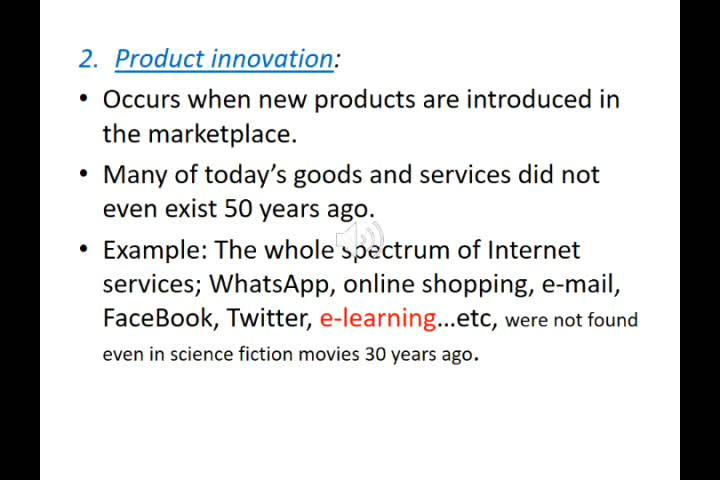 2. Product innovation:
• Occurs when new products are introduced in
the marketplace.
• Many of today's goods and services did not
even exist 50 years ago.
• Example: The whole spectrum of Internet
services; WhatsApp, online shopping, e-mail,
FaceBook, Twitter, e-learning...etc, were not found
even in science fiction movies 30 years ago.